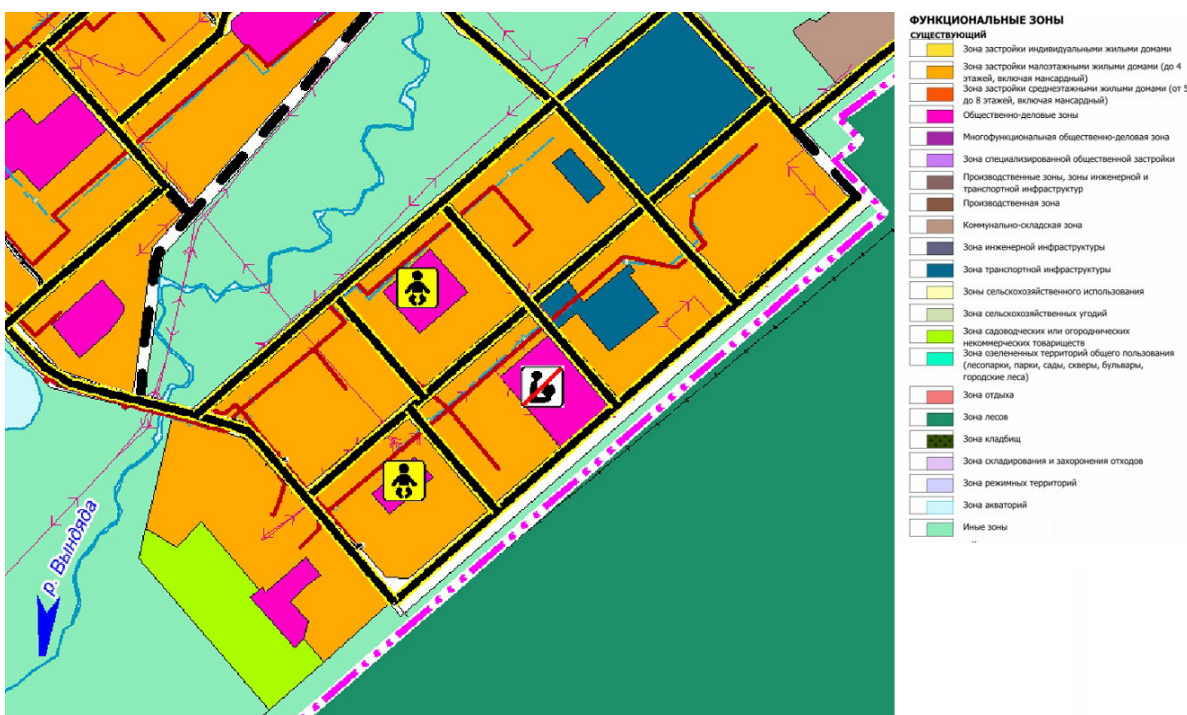 ФУНКЦИОНАЛЬНЫЕ ЗОНЫ
СУЩЕСТВУЮЩИЙ
Зона застройки индивидуальными жилыми домами
Зона застройки малоэтажными жилыми домами (до 4
этажей, включая мансардный)
Зона застройки среднеэтажными жилыми домами (от 5
до 8 этажей, включая мансардный)
Общественно-деловые зоны
Многофункциональная общественно-деловая зона
Зона специализированной общественной застройки
Производственные зоны, зоны инженерной и
транспортной инфраструктур
Производственная зона
Коммунально-складская зона
Зона инженерной инфраструктуры
Зона транспортной инфраструктуры
Зоны сельскохозяйственного использования
Зона сельскохозяйственных угодий
Зона садоводческих или огороднических
некоммерческих товариществ
Зона озелененных территорий общего пользования
(лесопарки, парки, сады, скверы, бульвары,
городские леса)
Зона отдыха
Зона лесов
Зона кладбищ
Зона складирования и захоронения отходов
Зона режимных территорий
Зона акваторий
Иные зоны
р. Вындяда